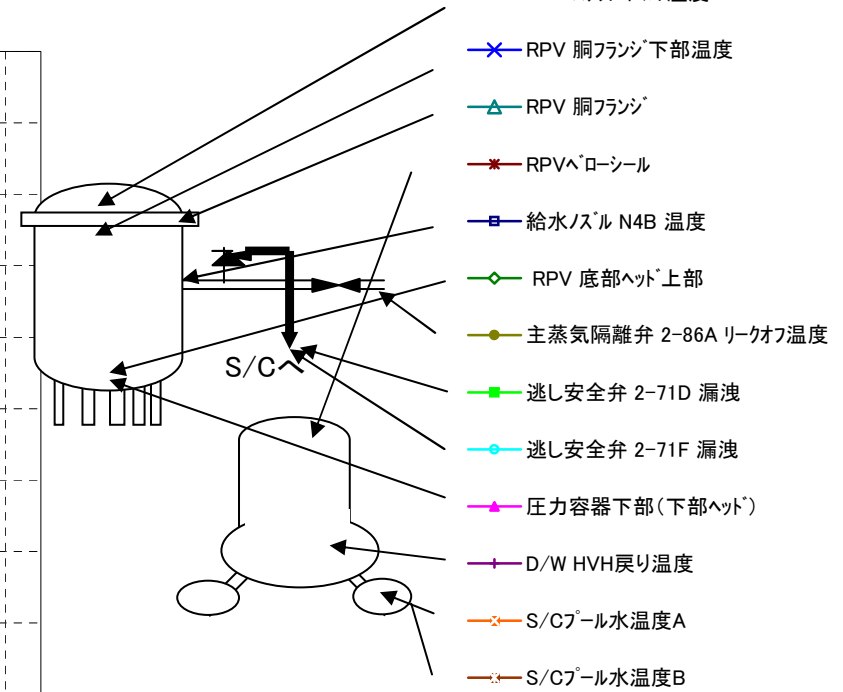 RPV 胴フランジ下部温度
RPV 胴フランジ
RPVベローシール
給水ノズル N4B 温度
RPV 底部ヘッド上部
主蒸気隔離弁 2-86A リークオフ温度
逃し安全弁 2-71D 漏洩
逃し安全弁 2-71F 漏洩
圧力容器下部(下部ヘッド)
D/W HVH戻り温度
S/Cプール水温度A
S/Cプール水温度B
S/Cへ